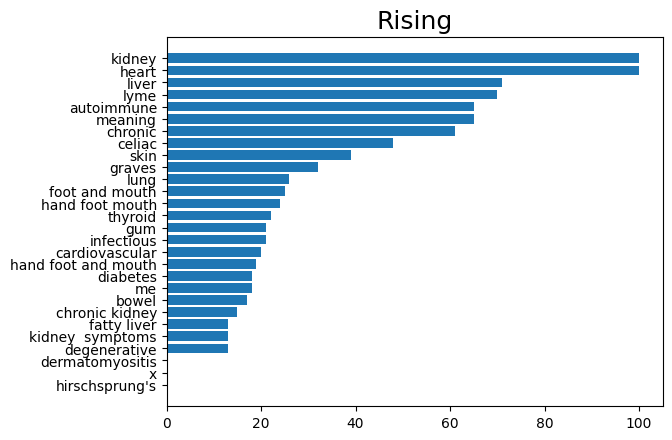 Rising
kidney
heart
liver
lyme
autoimmune
meaning
chronic
celiac
skin
graves
lung
foot and mouth
hand foot mouth
thyroid
gum
infectious
cardiovascular
hand foot and mouth
diabetes
me
bowel
chronic kidney
fatty liver
kidney  symptoms
degenerative
dermatomyositis
x
hirschsprung's
0 20 40 60 80 100